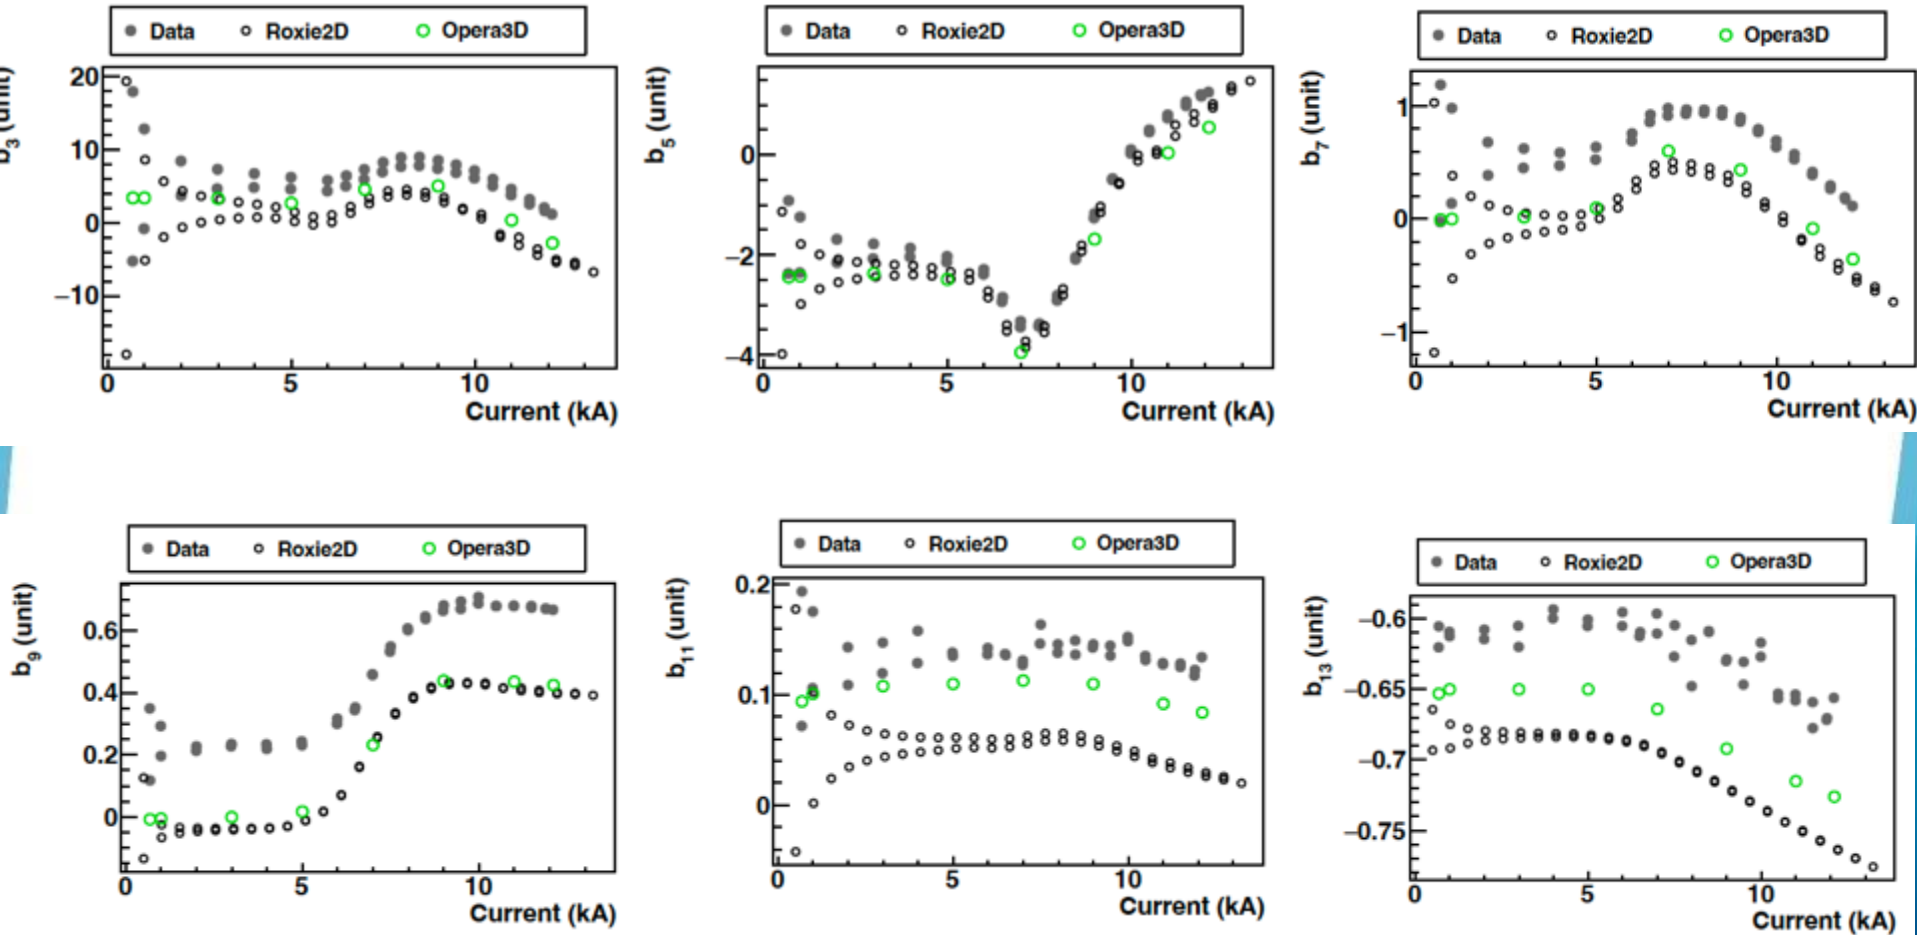 Data Roxie2D Opera3D
b3 (unit)
20
10
0
−10
0 5 10
Current (kA)
Data Roxie2D Opera3D
b5 (unit)
0
−2
−4
0 5 10
Current (kA)
Data Roxie2D Opera3D
b7 (unit)
1
0
−1
0 5 10
Current (kA)
Data Roxie2D Opera3D
b9 (unit)
0.6
0.4
0.2
0
0 5 10
Current (kA)
Data Roxie2D Opera3D
b11 (unit)
0.2
0.1
0
0 5 10
Current (kA)
Data Roxie2D Opera3D
b13 (unit)
−0.6
−0.65
−0.7
−0.75
0 5 10
Current (kA)